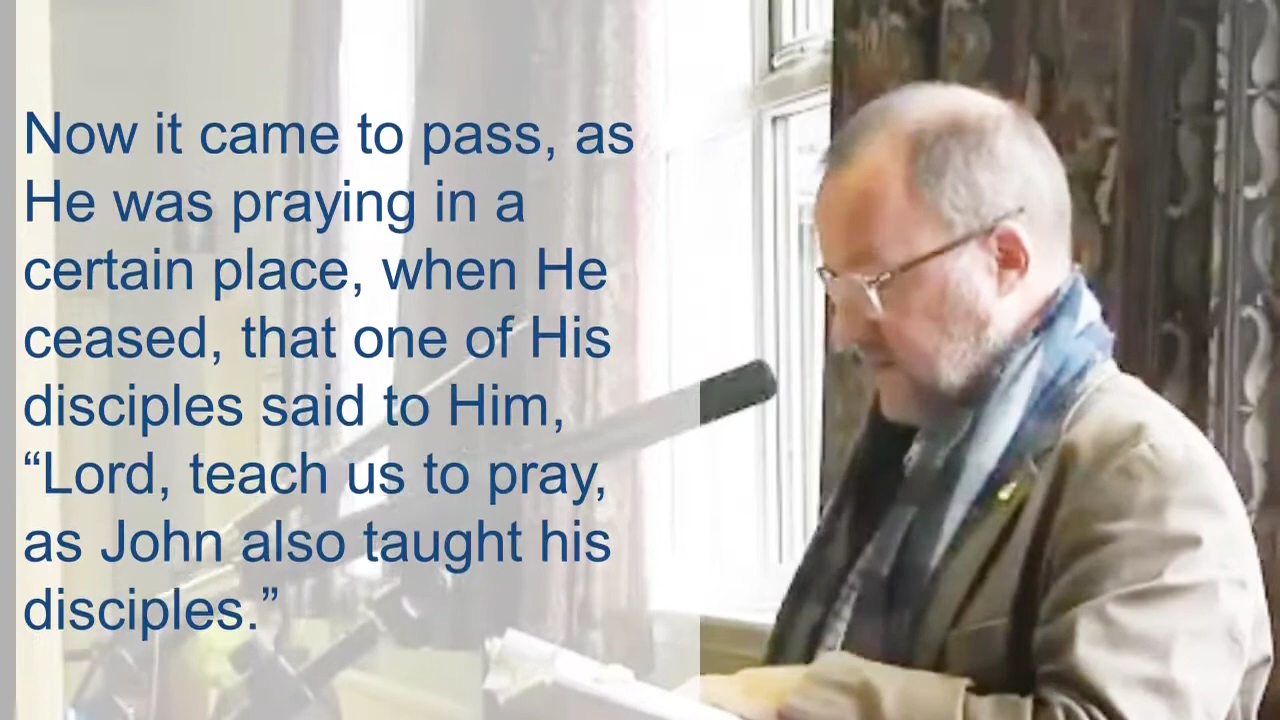 Now it came to pass, as
He was praying in a
certain place, when He
ceased, that one of His
disciples said to Him,
“Lord, teach us to pray,
as John also taught his
disciples.”